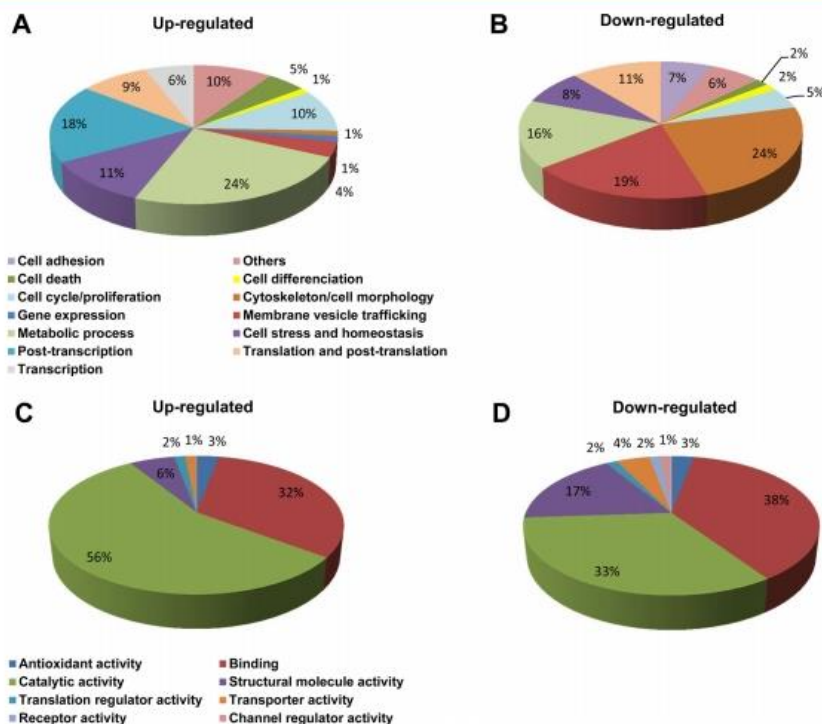 A
Up-regulated
10%
5%
1%
10%
1%
1%
4%
24%
11%
18%
9%
6%
B
Down-regulated
7%
6%
2%
2%
5%
24%
19%
16%
8%
11%
Cell adhesion
Others
Cell death
Cell differenciation
Cell cycle/proliferation
Cytoskeleton/cell morphology
Gene expression
Membrane vesicle trafficking
Metabolic process
Cell stress and homeostasis
Post-transcription
Translation and post-translation
Transcription
C
Up-regulated
2%
1%
3%
6%
32%
56%
D
Down-regulated
2%
4%
2%
1%
3%
17%
38%
33%
Antioxidant activity
Binding
Catalytic activity
Structural molecule activity
Translation regulator activity
Transporter activity
Receptor activity
Channel regulator activity